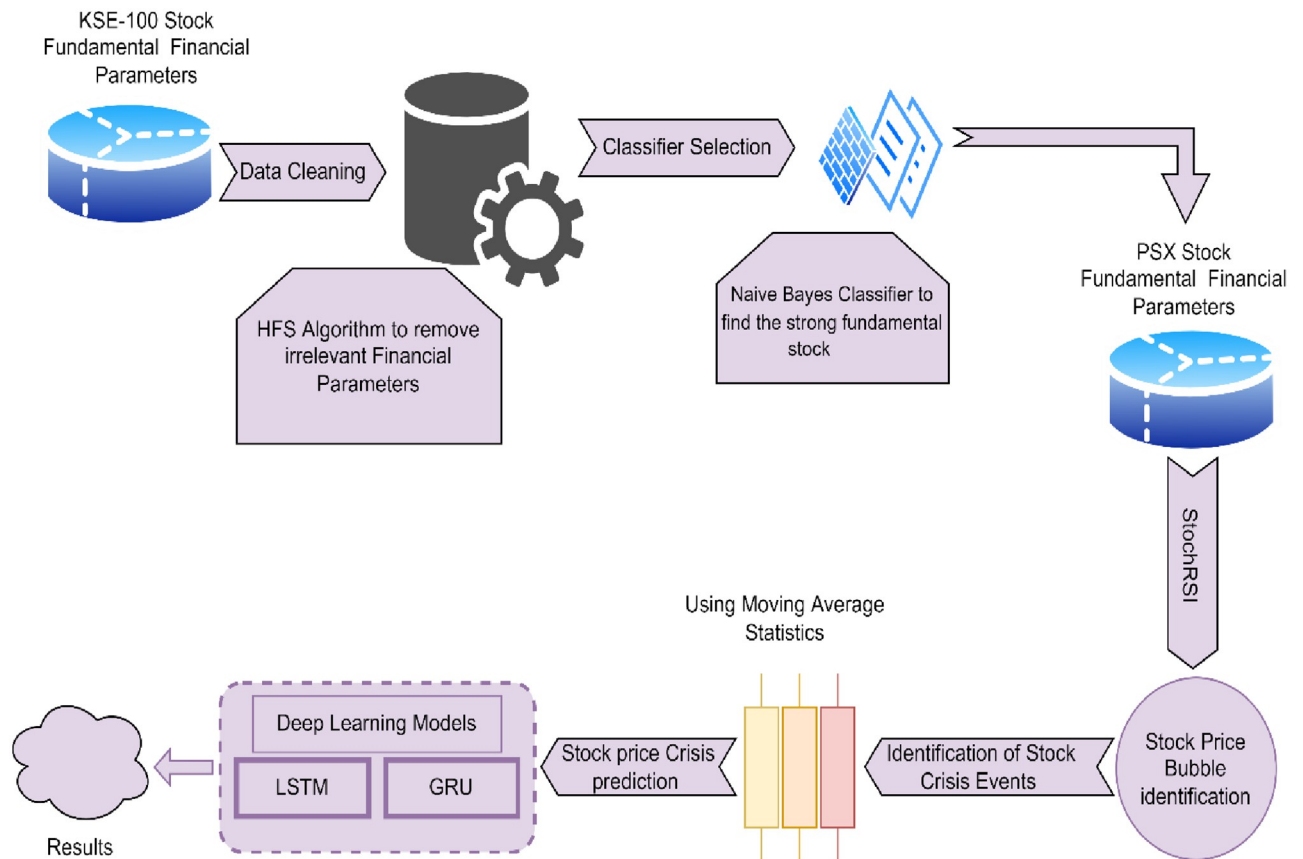 KSE-100 Stock
Fundamental Financial
Parameters
Data Cleaning
Classifier Selection
HFS Algorithm to remove
irrelevant Financial
Parameters
Naive Bayes Classifier to
find the strong fundamental
stock
PSX Stock
Fundamental Financial
Parameters
StochRSI
Stock Price
Bubble
identification
Identification of Stock
Crisis Events
Using Moving Average
Statistics
Stock price Crisis
prediction
Deep Learning Models
LSTM
GRU
Results